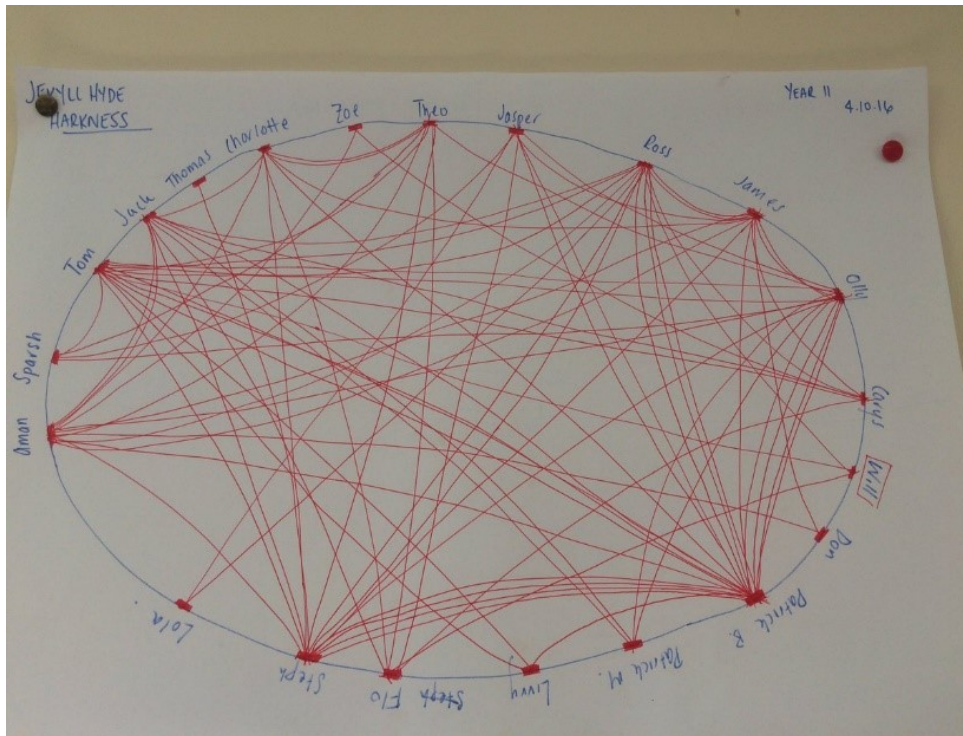 JEKYLL HYDE
HARKNESS
YEAR 11
4.10.16
Charlotte
Zoe
Theo
Jasper
Ross
James
Olly
Carys
Will
Don
Patrick B.
Patrick M.
Livvy
Steph
Flo
Steph
Lola
Aman
Sparsh
Tom
Jack
Thomas